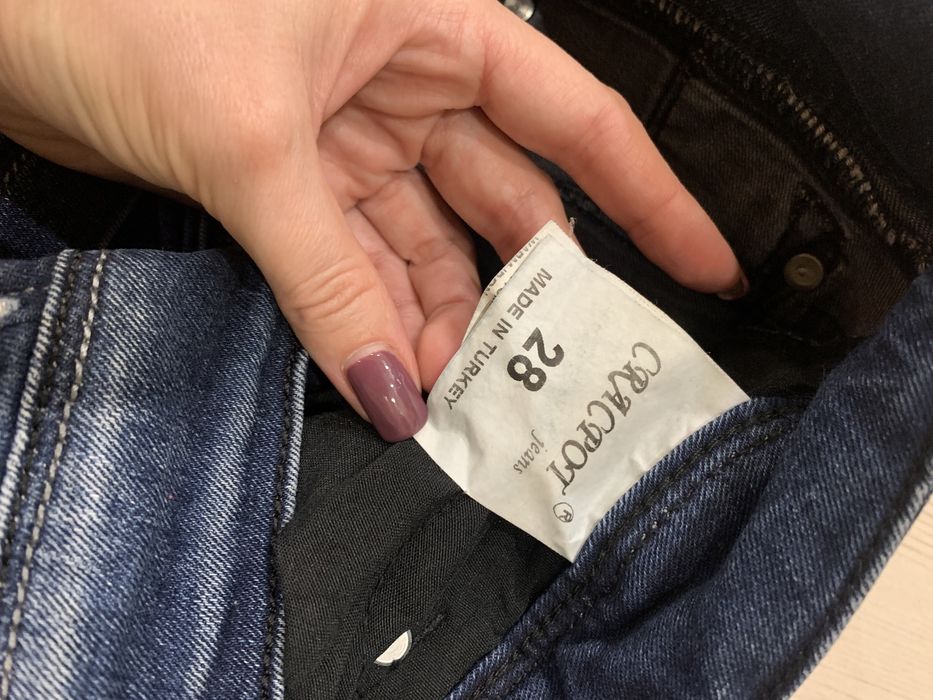 CRACPOT
®
jeans
28
MADE IN TURKEY